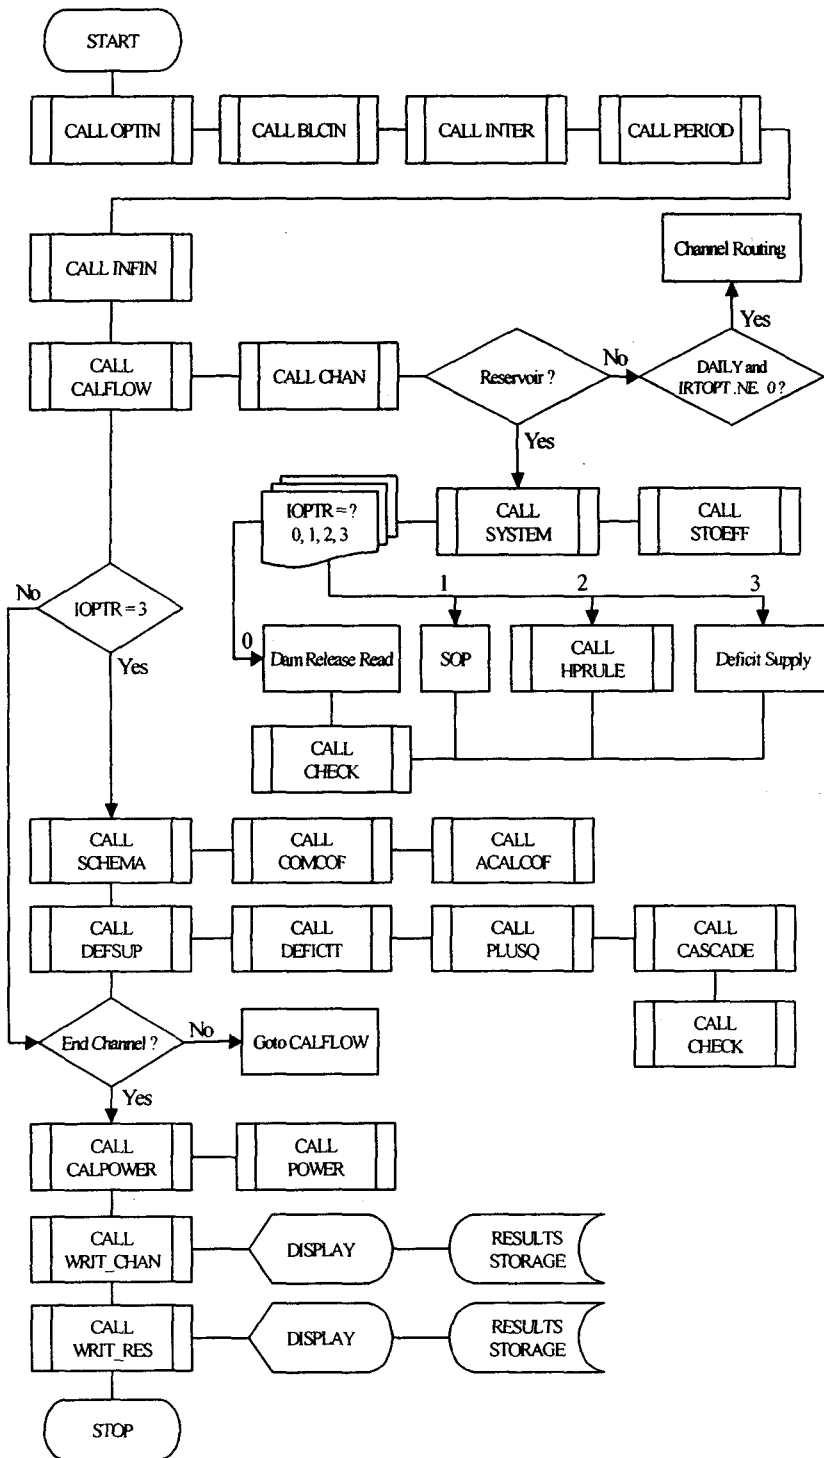 START
CALL OPTIN
CALL BLCIN
CALL INTER
CALL PERIOD
CALL INFIN
Channel Routing
Yes
CALL
CALFLOW
CALL CHAN
Reservoir ?
No
DAILY and
IRTOPT .NE. 0 ?
Yes
IOPTR = ?
0, 1, 2, 3
CALL
SYSTEM
CALL
STOEFF
No
IOPTR = 3
Yes
0
1
2
3
Dam Release Read
SOP
CALL
HPRULE
Deficit Supply
CALL
CHECK
CALL
SCHEMA
CALL
COMCOF
CALL
ACALCOF
CALL
DEFSUP
CALL
DEFICIT
CALL
PLUSQ
CALL
CASCADE
End Channel ?
No
Goto CALFLOW
CALL
CHECK
Yes
CALL
CALPOWER
CALL
POWER
CALL
WRIT_CHAN
DISPLAY
RESULTS
STORAGE
CALL
WRIT_RES
DISPLAY
RESULTS
STORAGE
STOP